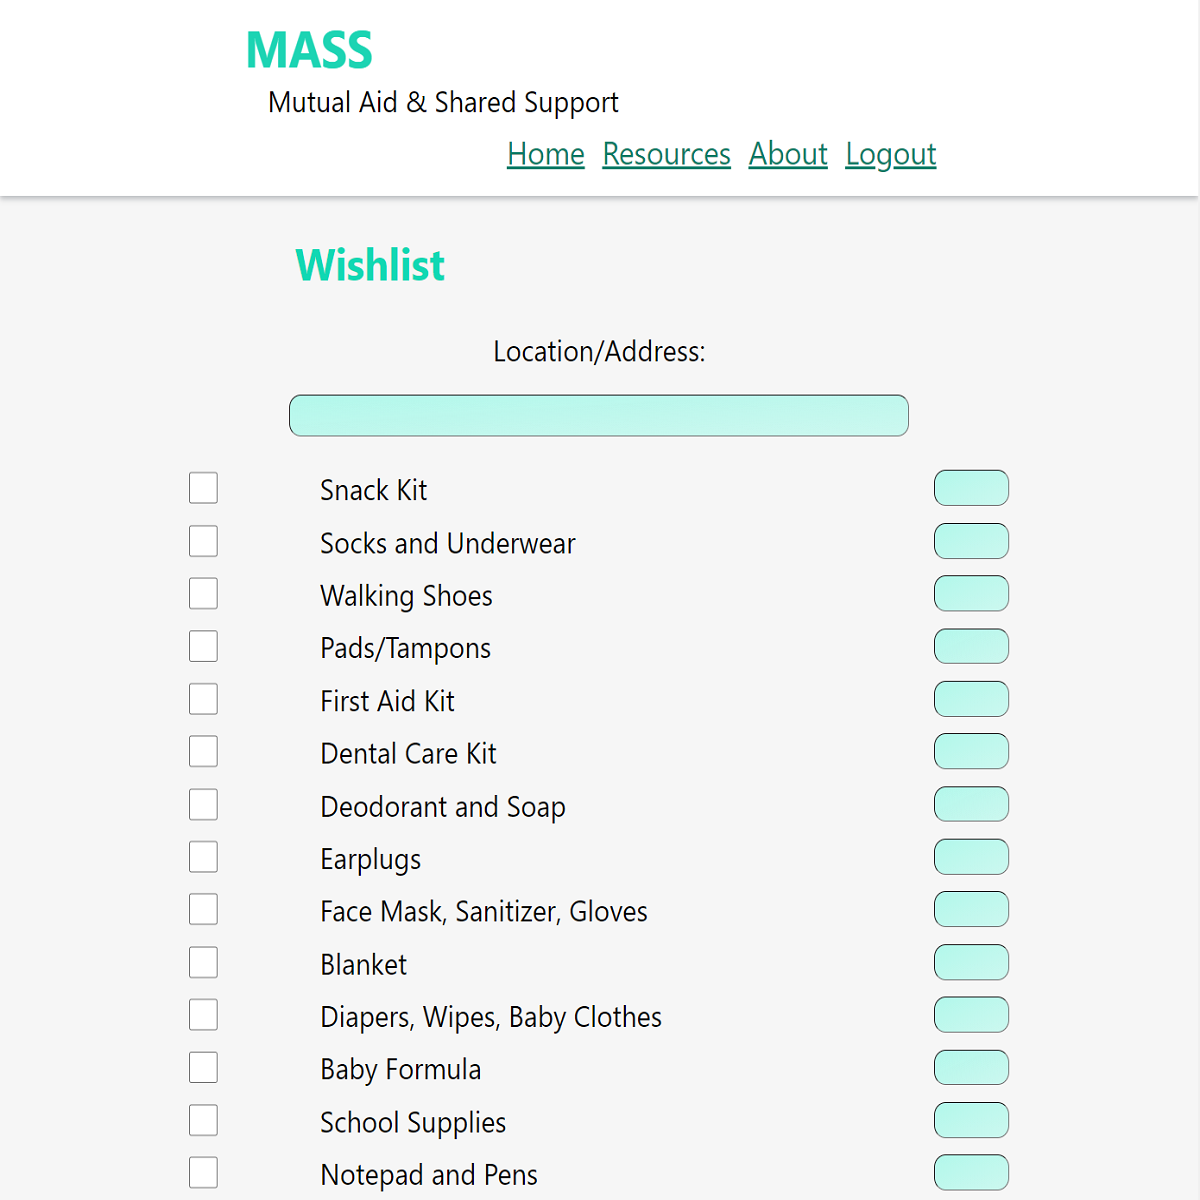 MASS
Mutual Aid & Shared Support
Home Resources About Logout
Wishlist
Location/Address:
Snack Kit
Socks and Underwear
Walking Shoes
Pads/Tampons
First Aid Kit
Dental Care Kit
Deodorant and Soap
Earplugs
Face Mask, Sanitizer, Gloves
Blanket
Diapers, Wipes, Baby Clothes
Baby Formula
School Supplies
Notepad and Pens